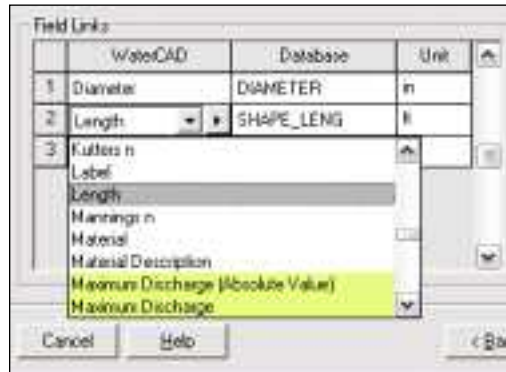 Field Links
WaterCAD Database Unit
1 Diameter DIAMETER in
2 Length SHAPE_LENG ft
3
Kutters n
Label
Length
Mannings n
Material
Material Description
Maximum Discharge (Absolute Value)
Maximum Discharge
Cancel Help < Ba